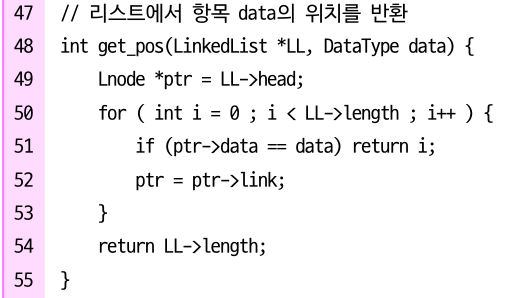 47 // 리스트에서 항목 data의 위치를 반환
48 int get_pos(LinkedList *LL, DataType data) {
49     Lnode *ptr = LL->head;
50     for ( int i = 0 ; i < LL->length ; i++ ) {
51         if (ptr->data == data) return i;
52         ptr = ptr->link;
53     }
54     return LL->length;
55 }